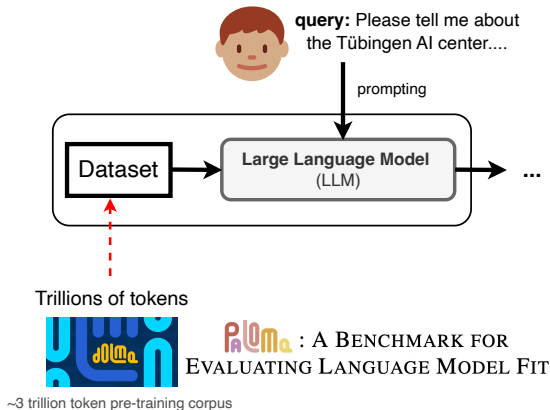 query: Please tell me about
the Tübingen AI center....
prompting
Dataset
Large Language Model
(LLM)
...
Trillions of tokens
dolma
Paloma : A BENCHMARK FOR
EVALUATING LANGUAGE MODEL FIT
~3 trillion token pre-training corpus